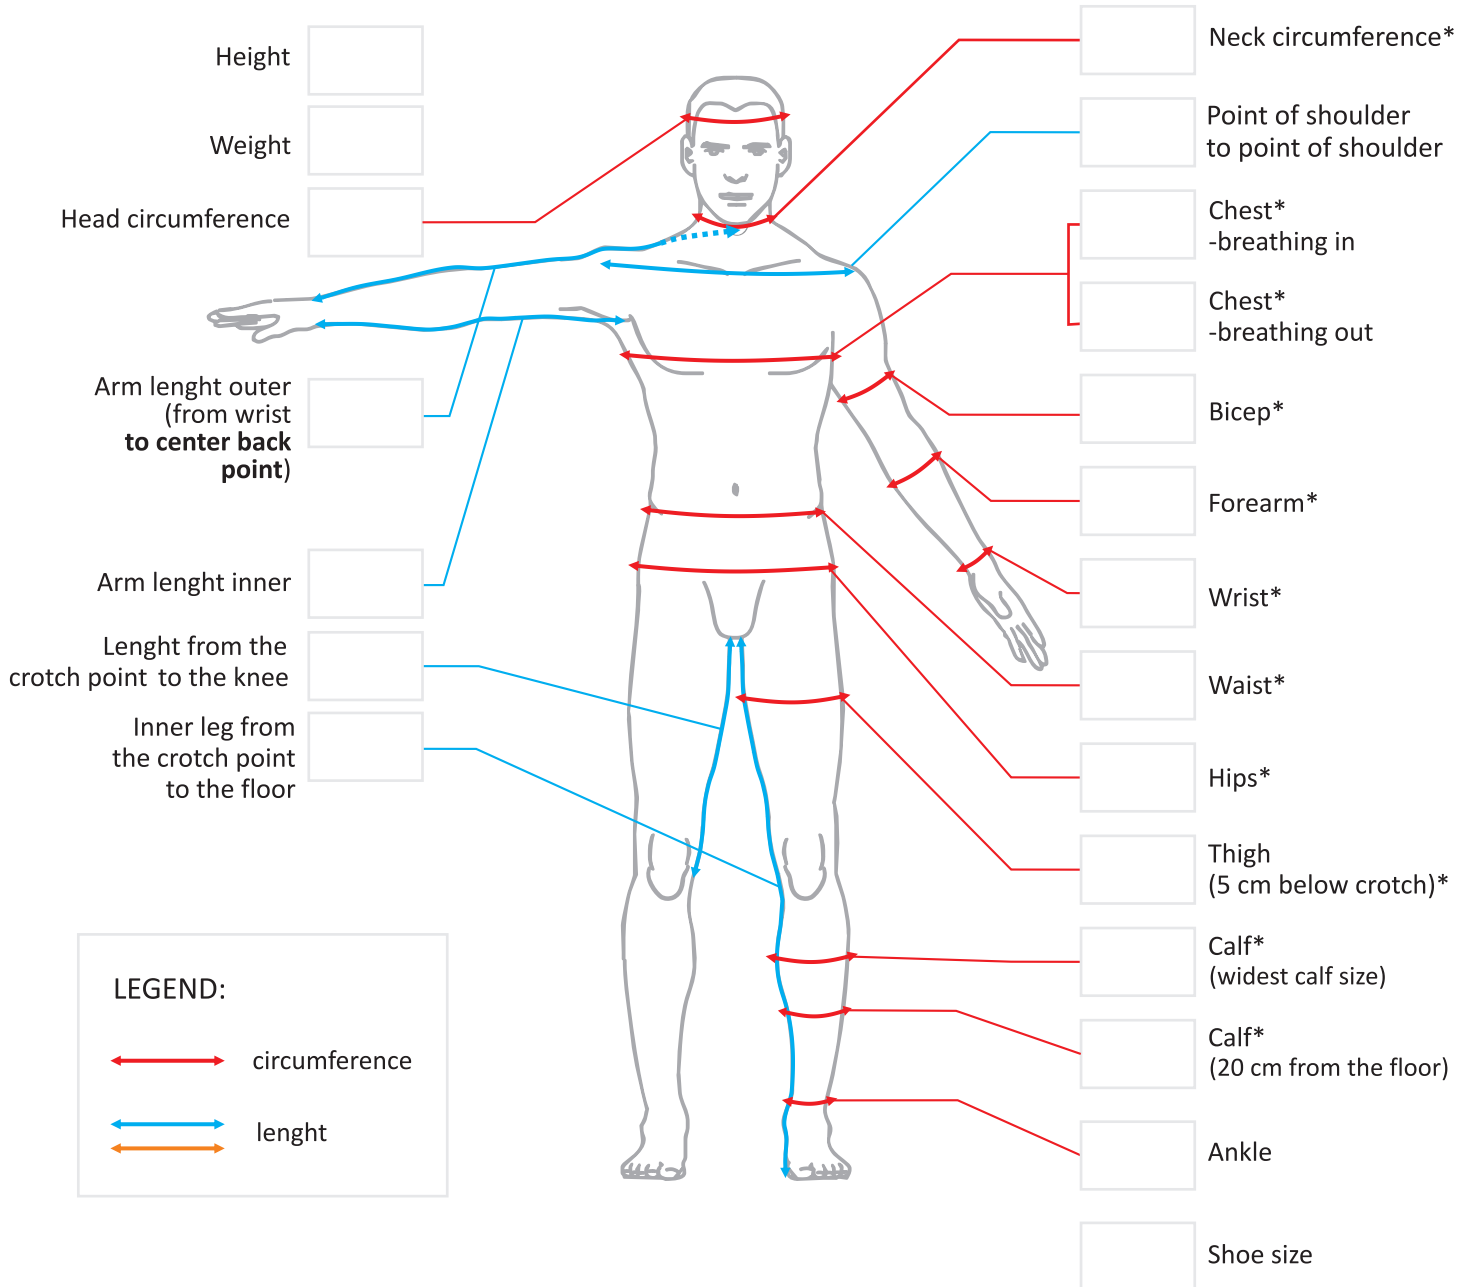 Height
Weight
Head circumference
Arm lenght outer
(from wrist
to center back
point)
Arm lenght inner
Lenght from the
crotch point to the knee
Inner leg from
the crotch point
to the floor
LEGEND:
circumference
lenght
Neck circumference*
Point of shoulder
to point of shoulder
Chest*
-breathing in
Chest*
-breathing out
Bicep*
Forearm*
Wrist*
Waist*
Hips*
Thigh
(5 cm below crotch)*
Calf*
(widest calf size)
Calf*
(20 cm from the floor)
Ankle
Shoe size